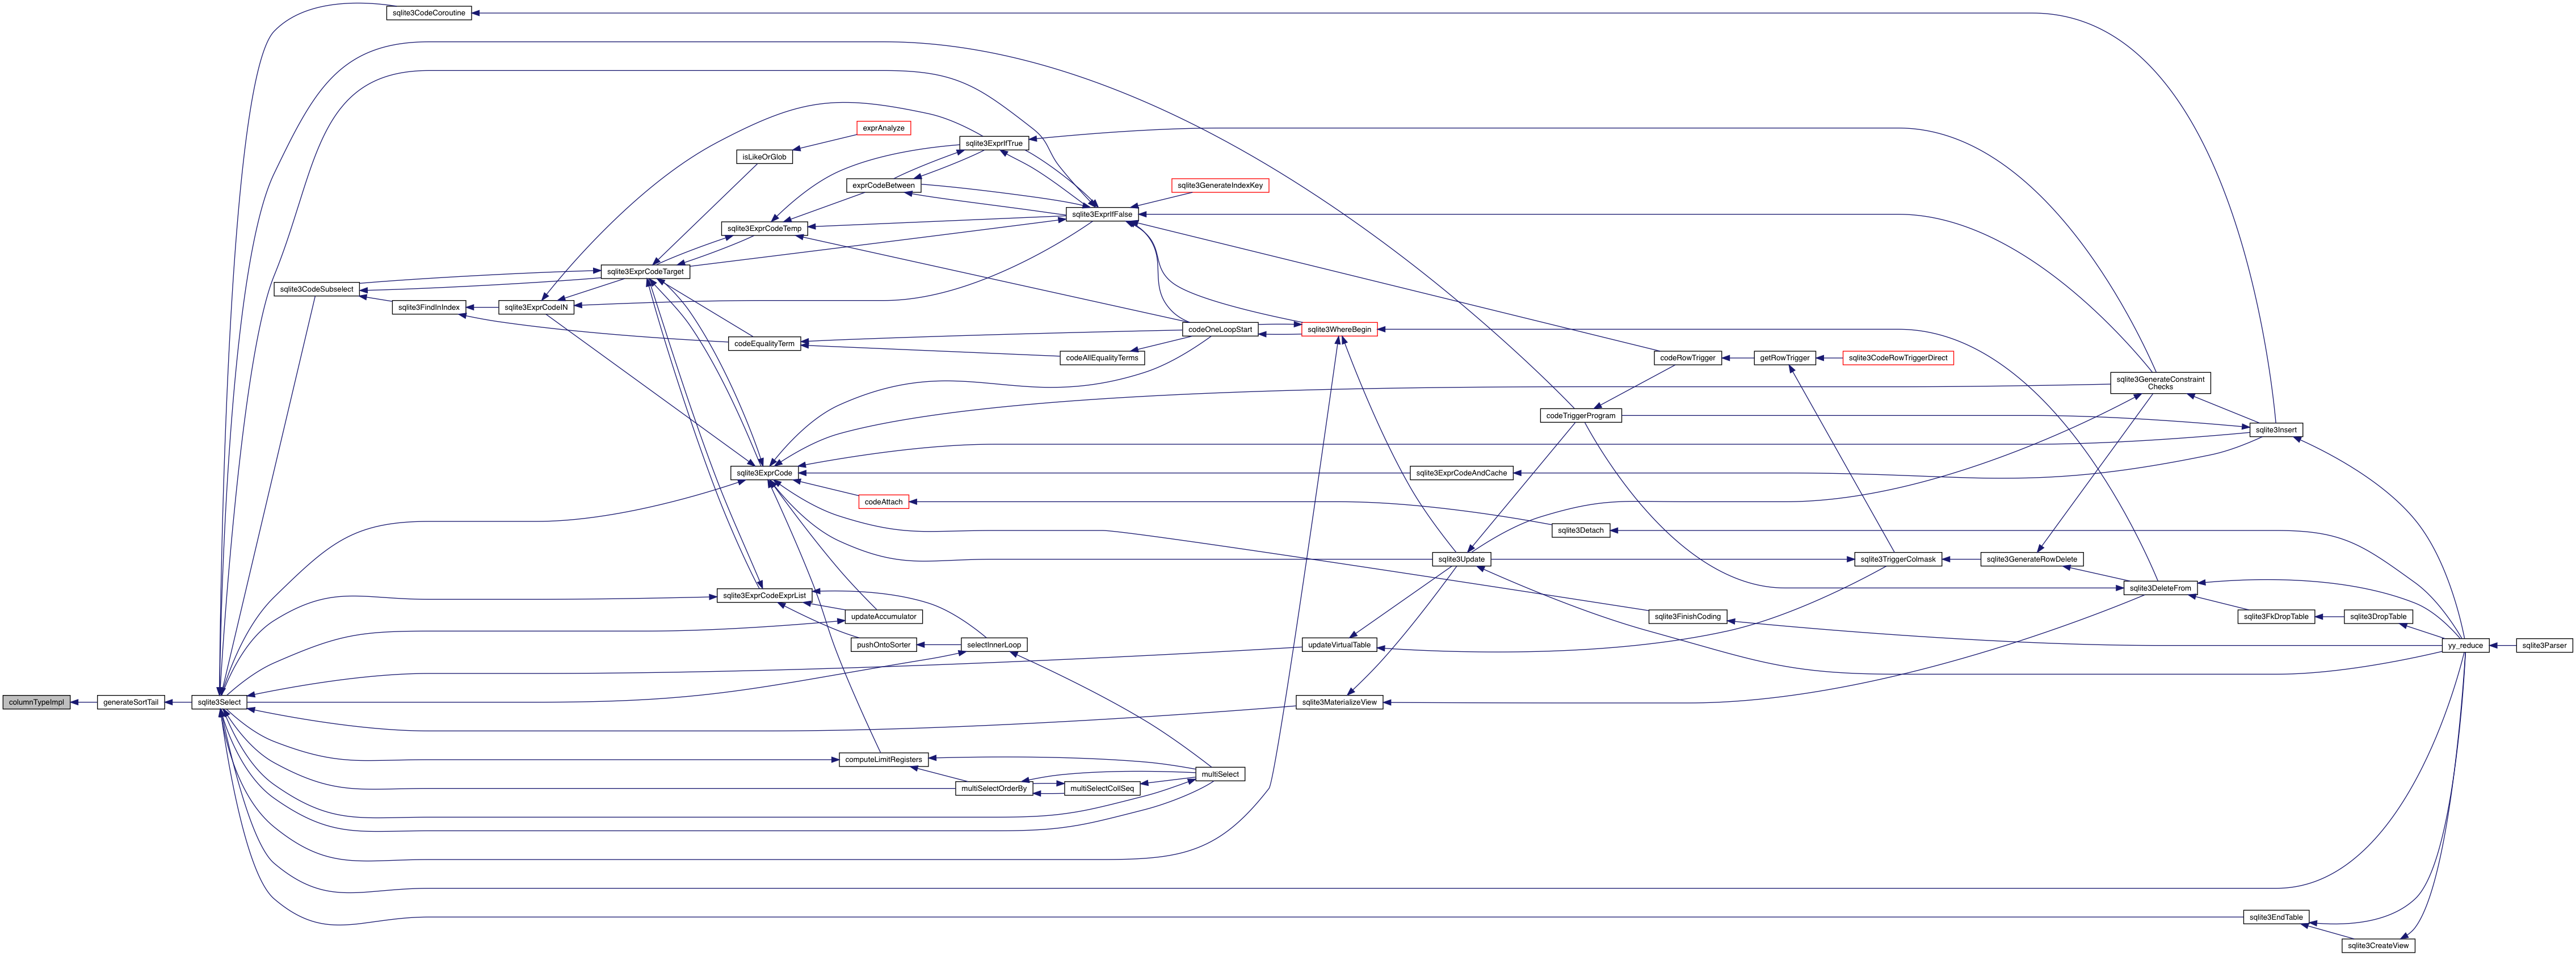 sqlite3CodeCoroutine
exprAnalyze
sqlite3ExprIfTrue
isLikeOrGlob
exprCodeBetween
sqlite3GenerateIndexKey
sqlite3ExprIfFalse
sqlite3ExprCodeTemp
sqlite3ExprCodeTarget
sqlite3CodeSubselect
sqlite3FindInIndex
sqlite3ExprCodeIN
codeOneLoopStart
sqlite3WhereBegin
codeEqualityTerm
codeAllEqualityTerms
codeRowTrigger
getRowTrigger
sqlite3CodeRowTriggerDirect
sqlite3GenerateConstraint
Checks
codeTriggerProgram
sqlite3Insert
sqlite3ExprCode
sqlite3ExprCodeAndCache
codeAttach
sqlite3Detach
sqlite3Update
sqlite3TriggerColmask
sqlite3GenerateRowDelete
sqlite3DeleteFrom
sqlite3ExprCodeExprList
updateAccumulator
sqlite3FinishCoding
sqlite3FkDropTable
sqlite3DropTable
pushOntoSorter
selectInnerLoop
updateVirtualTable
yy_reduce
sqlite3Parser
columnTypeImpl
generateSortTail
sqlite3Select
sqlite3MaterializeView
computeLimitRegisters
multiSelect
multiSelectOrderBy
multiSelectCollSeq
sqlite3EndTable
sqlite3CreateView